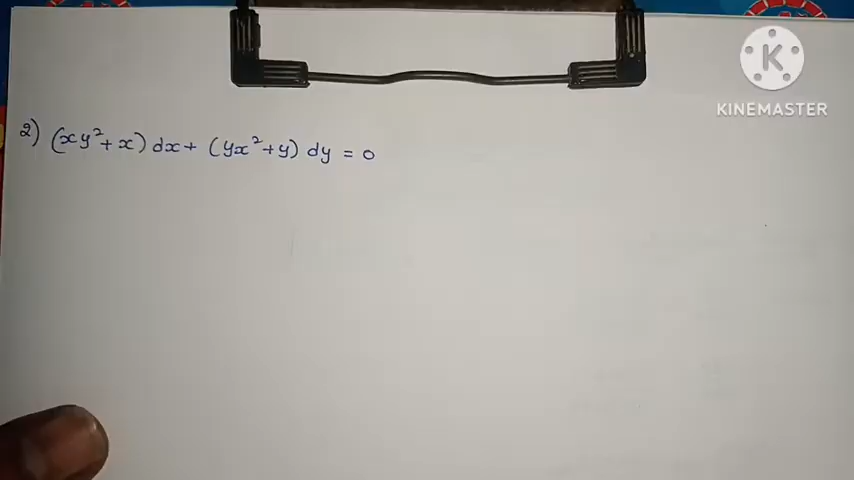 2) (xy²+x) dx + (yx²+y) dy = 0
KINEMASTER